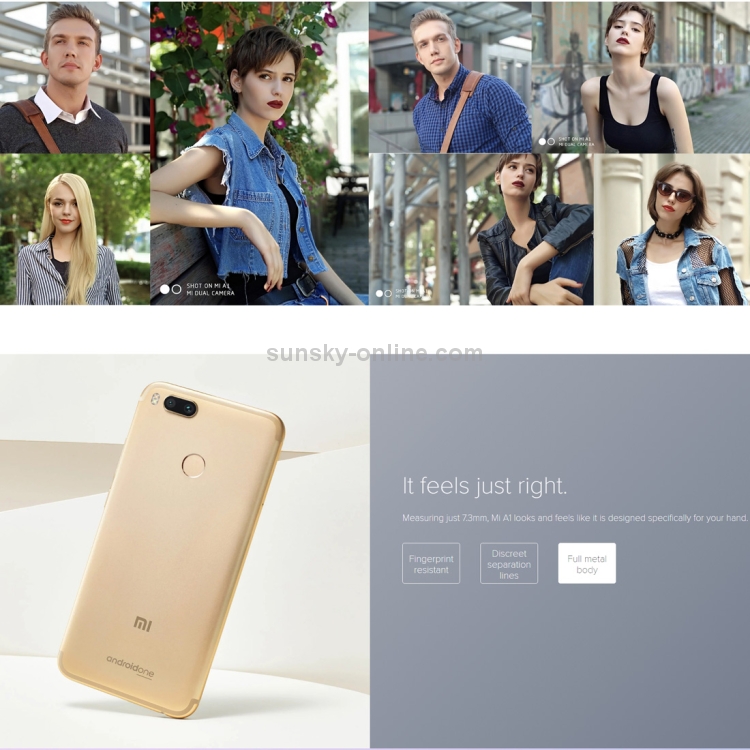 SHOT ON MI A1
MI DUAL CAMERA
SHOT ON MI A1
MI DUAL CAMERA
SHOT ON MI A1
MI DUAL CAMERA
sunsky-online.com
It feels just right.
Measuring just 7.3mm, Mi A1 looks and feels like it is designed specifically for your hand.
Fingerprint
resistant
Discreet
separation
lines
Full metal
body
MI
androidone